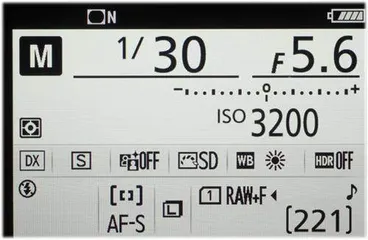 N
M 1/30 F5.6
- +
ISO 3200
DX S OFF SD WB HDR OFF
[ ] 1 RAW+F
AF-S L [221]